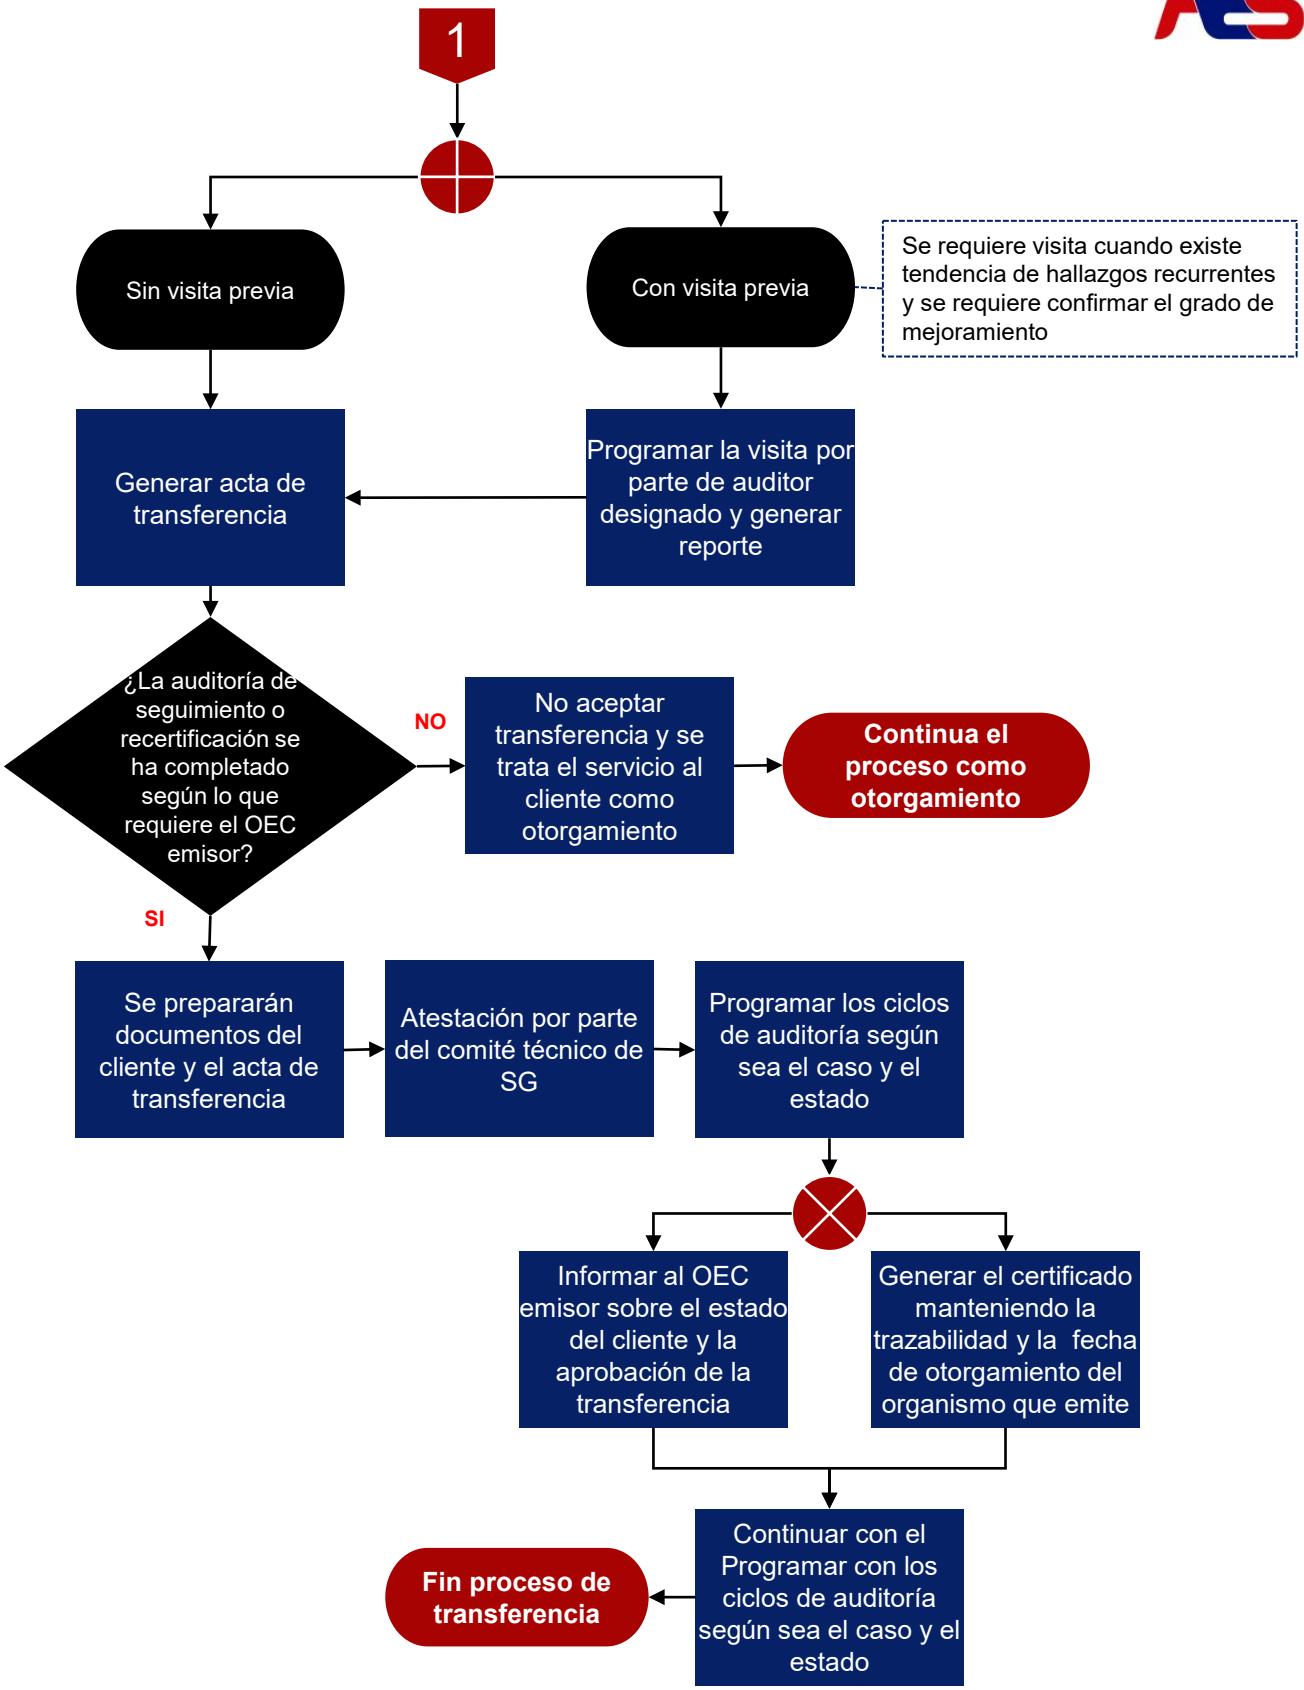 1
Sin visita previa
Con visita previa
Se requiere visita cuando existe
tendencia de hallazgos recurrentes
y se requiere confirmar el grado de
mejoramiento
Generar acta de
transferencia
Programar la visita por
parte de auditor
designado y generar
reporte
¿La auditoría de
seguimiento o
recertificación se
ha completado
según lo que
requiere el OEC
emisor?
NO
No aceptar
transferencia y se
trata el servicio al
cliente como
otorgamiento
Continua el
proceso como
otorgamiento
SI
Se prepararán
documentos del
cliente y el acta de
transferencia
Atestación por parte
del comité técnico de
SG
Programar los ciclos
de auditoría según
sea el caso y el
estado
Informar al OEC
emisor sobre el estado
del cliente y la
aprobación de la
transferencia
Generar el certificado
manteniendo la
trazabilidad y la  fecha
de otorgamiento del
organismo que emite
Continuar con el
Programar con los
ciclos de auditoría
según sea el caso y el
estado
Fin proceso de
transferencia